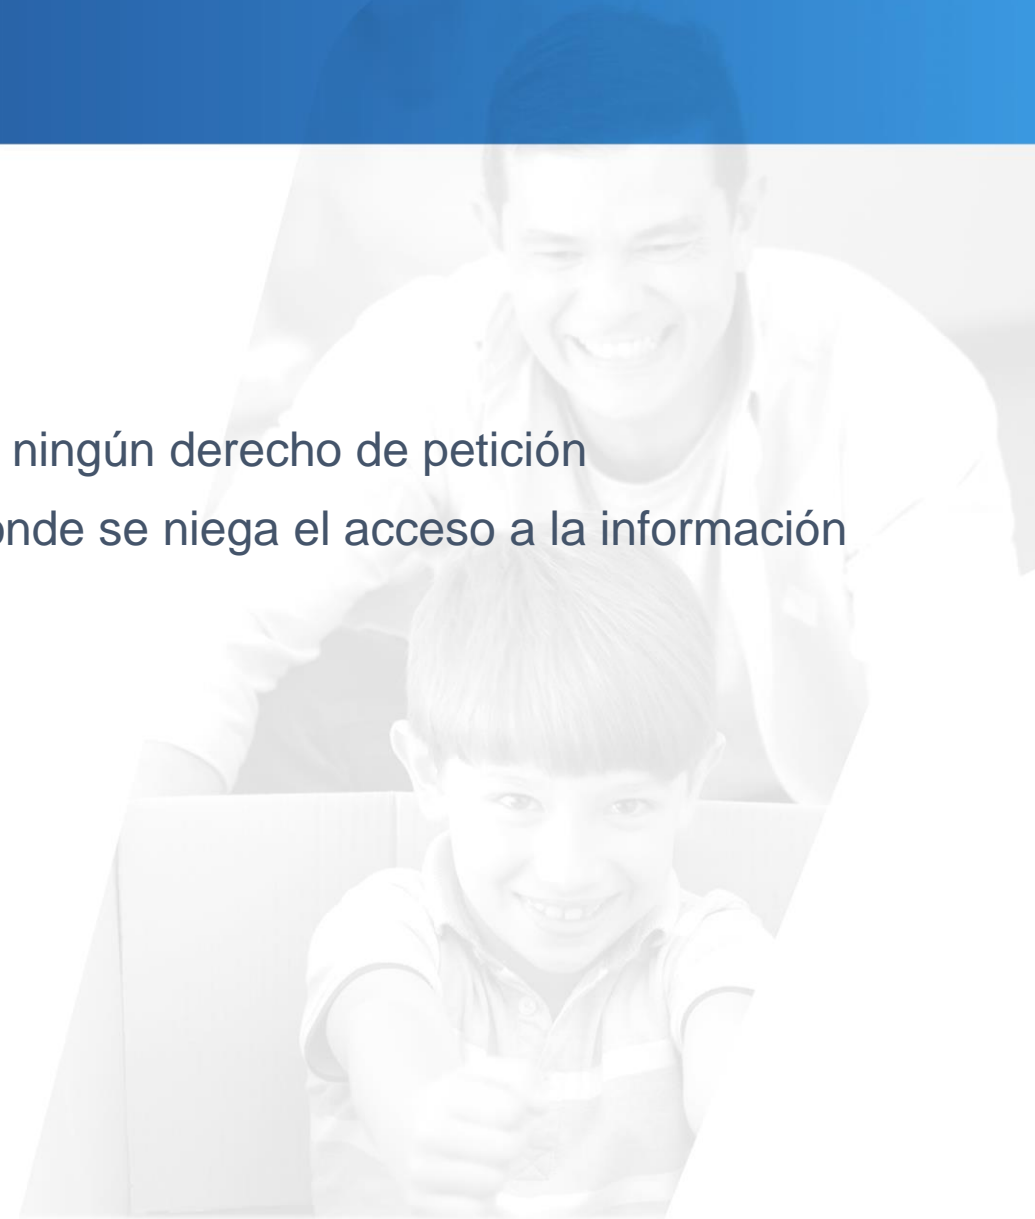 ningún derecho de petición
onde se niega el acceso a la información